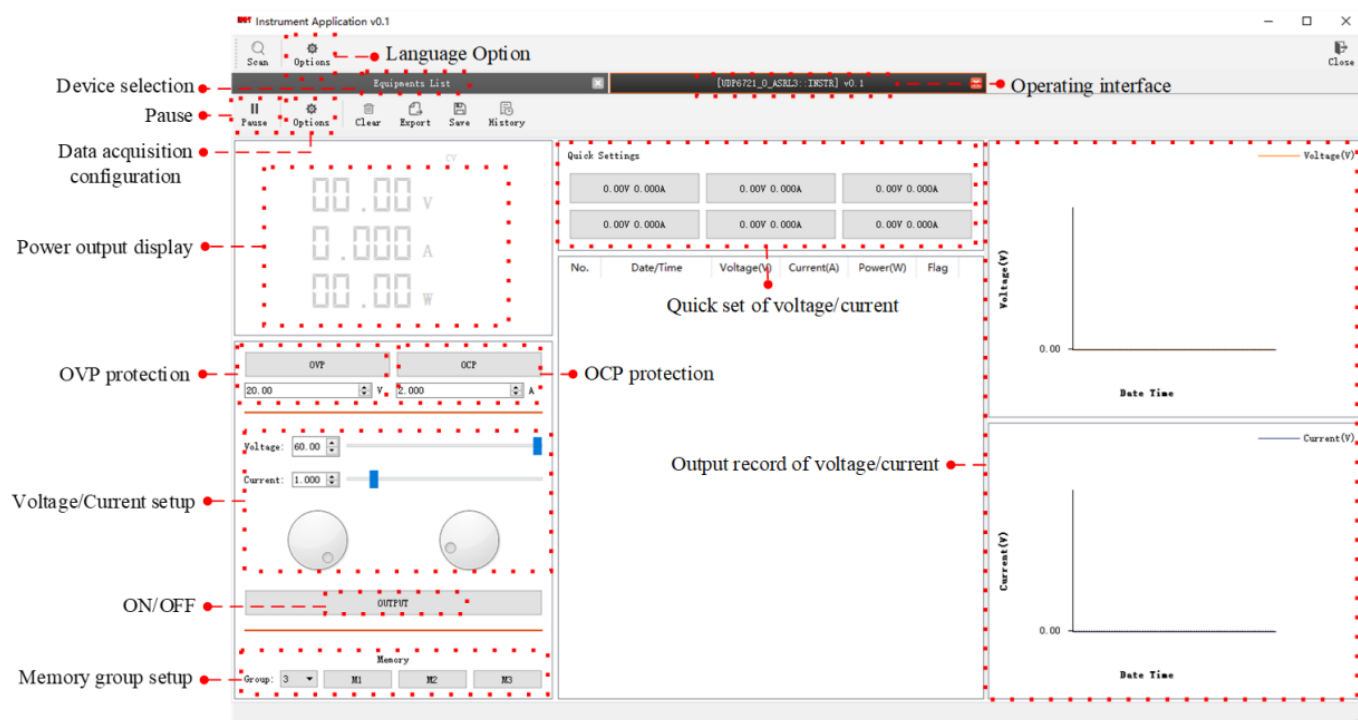 UNI-T Instrument Application v0.1
Scan
Options
Language Option
Close
Device selection
Equipments List
[UDP6721_0_ASRL3::INSTR] v0.1
Operating interface
Pause
Pause
Options
Clear
Export
Save
History
Data acquisition
configuration
CV
Quick Settings
Voltage(V)
00.00 V
0.00V 0.000A
0.00V 0.000A
0.00V 0.000A
0.00V 0.000A
0.00V 0.000A
0.00V 0.000A
Power output display
0.000 A
No.
Date/Time
Voltage(V)
Current(A)
Power(W)
Flag
00.00 W
Quick set of voltage/current
Voltage(V)
0.00
Date Time
OVP protection
OVP
OCP
OCP protection
20.00 V
2.000 A
Voltage: 60.00
Current: 1.000
Voltage/Current setup
Output record of voltage/current
Current(V)
Current(V)
0.00
Date Time
ON/OFF
OUTPUT
Memory
Memory group setup
Group: 3
M1
M2
M3